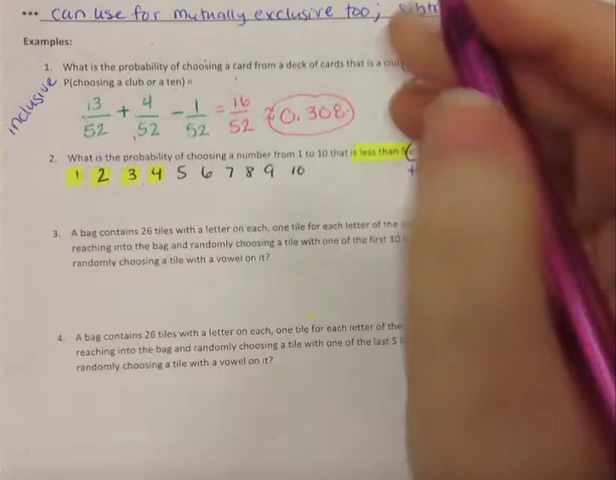 ... can use for mutually exclusive too; subt
Examples:
1. What is the probability of choosing a card from a deck of cards that is a club
inclusive
P(choosing a club or a ten) =
13/52 + 4/52 - 1/52 = 16/52 ≈ 0.308
2. What is the probability of choosing a number from 1 to 10 that is less than 5
1 2 3 4 5 6 7 8 9 10
+
3. A bag contains 26 tiles with a letter on each, one tile for each letter of the
reaching into the bag and randomly choosing a tile with one of the first 10
randomly choosing a tile with a vowel on it?
4. A bag contains 26 tiles with a letter on each, one tile for each letter of the
reaching into the bag and randomly choosing a tile with one of the last 5
randomly choosing a tile with a vowel on it?